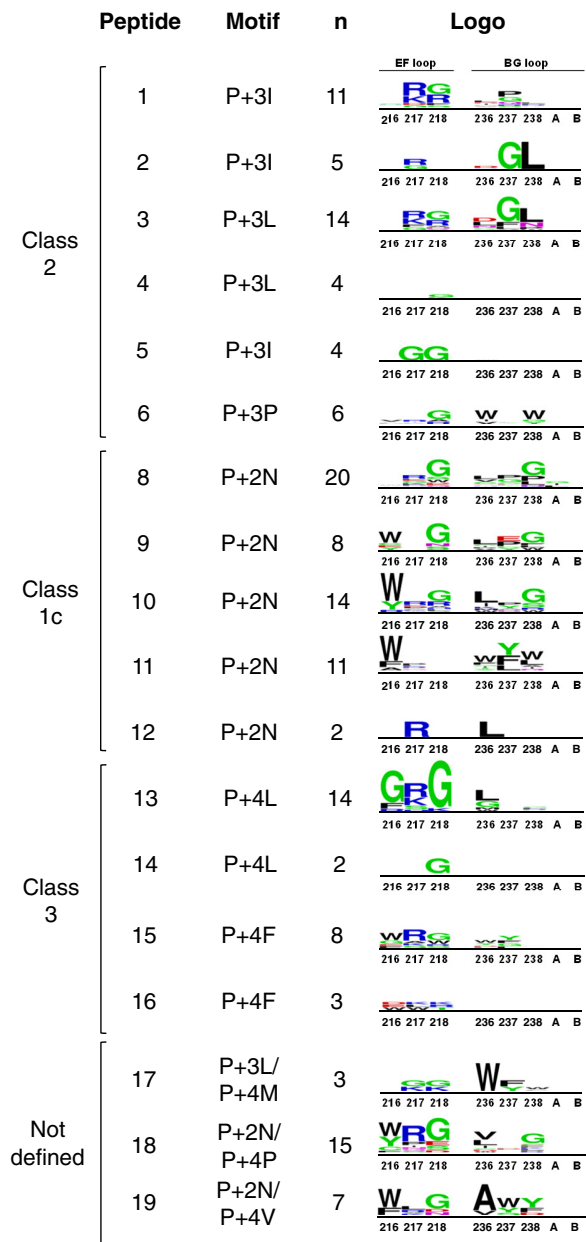 Peptide Motif n Logo
EF loop BG loop
1 P+3I 11
216 217 218 236 237 238 A B
2 P+3I 5
216 217 218 236 237 238 A B
3 P+3L 14
216 217 218 236 237 238 A B
Class
2
4 P+3L 4
216 217 218 236 237 238 A B
5 P+3I 4
216 217 218 236 237 238 A B
6 P+3P 6
216 217 218 236 237 238 A B
8 P+2N 20
216 217 218 236 237 238 A B
9 P+2N 8
216 217 218 236 237 238 A B
Class
1c
10 P+2N 14
216 217 218 236 237 238 A B
11 P+2N 11
216 217 218 236 237 238 A B
12 P+2N 2
216 217 218 236 237 238 A B
13 P+4L 14
216 217 218 236 237 238 A B
Class
3
14 P+4L 2
216 217 218 236 237 238 A B
15 P+4F 8
216 217 218 236 237 238 A B
16 P+4F 3
216 217 218 236 237 238 A B
17 P+3L/
P+4M 3
216 217 218 236 237 238 A B
Not
defined
18 P+2N/
P+4P 15
216 217 218 236 237 238 A B
19 P+2N/
P+4V 7
216 217 218 236 237 238 A B